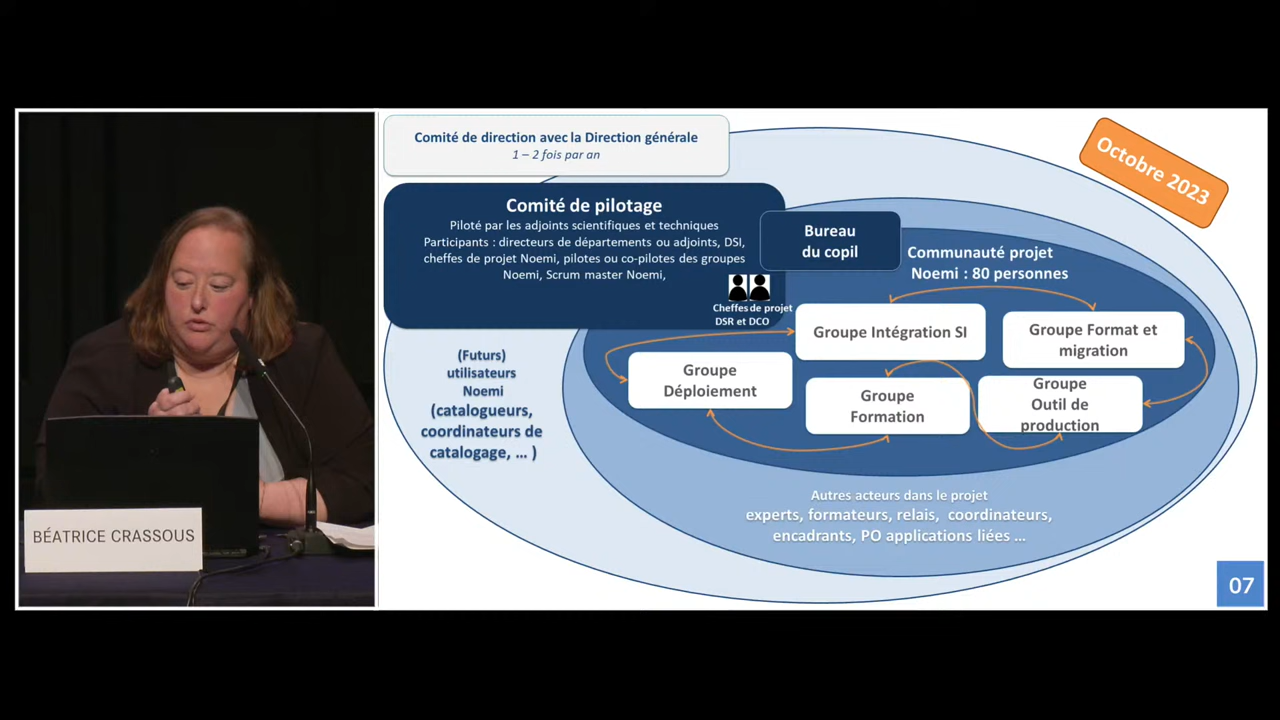 Comité de direction avec la Direction générale
1 – 2 fois par an
Octobre 2023
Comité de pilotage
Piloté par les adjoints scientifiques et techniques
Participants : directeurs de départements ou adjoints, DSI,
cheffes de projet Noemi, pilotes ou co-pilotes des groupes
Noemi, Scrum master Noemi,
Cheffes de projet
DSR et DCO
Bureau
du copil
Communauté projet
Noemi : 80 personnes
Groupe Intégration SI
Groupe Format et
migration
Groupe
Déploiement
Groupe
Formation
Groupe
Outil de
production
(Futurs)
utilisateurs
Noemi
(catalogueurs,
coordinateurs de
catalogage, ... )
Autres acteurs dans le projet
experts, formateurs, relais, coordinateurs,
encadrants, PO applications liées ...
BÉATRICE CRASSOUS
07